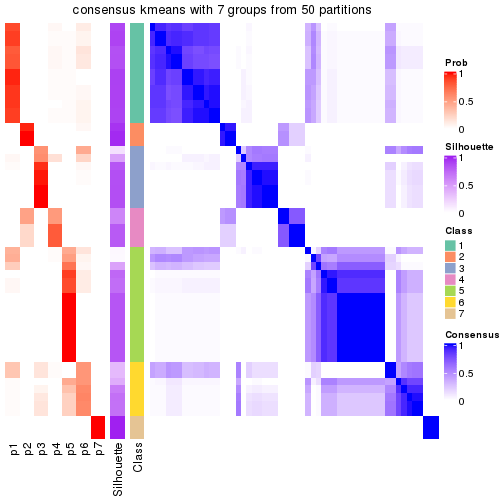 consensus kmeans with 7 groups from 50 partitions
Prob
1
0.5
0
Silhouette
1
0.5
0
Class
1
2
3
4
5
6
7
Consensus
1
0.5
0
p1
p2
p3
p4
p5
p6
p7
Silhouette
Class